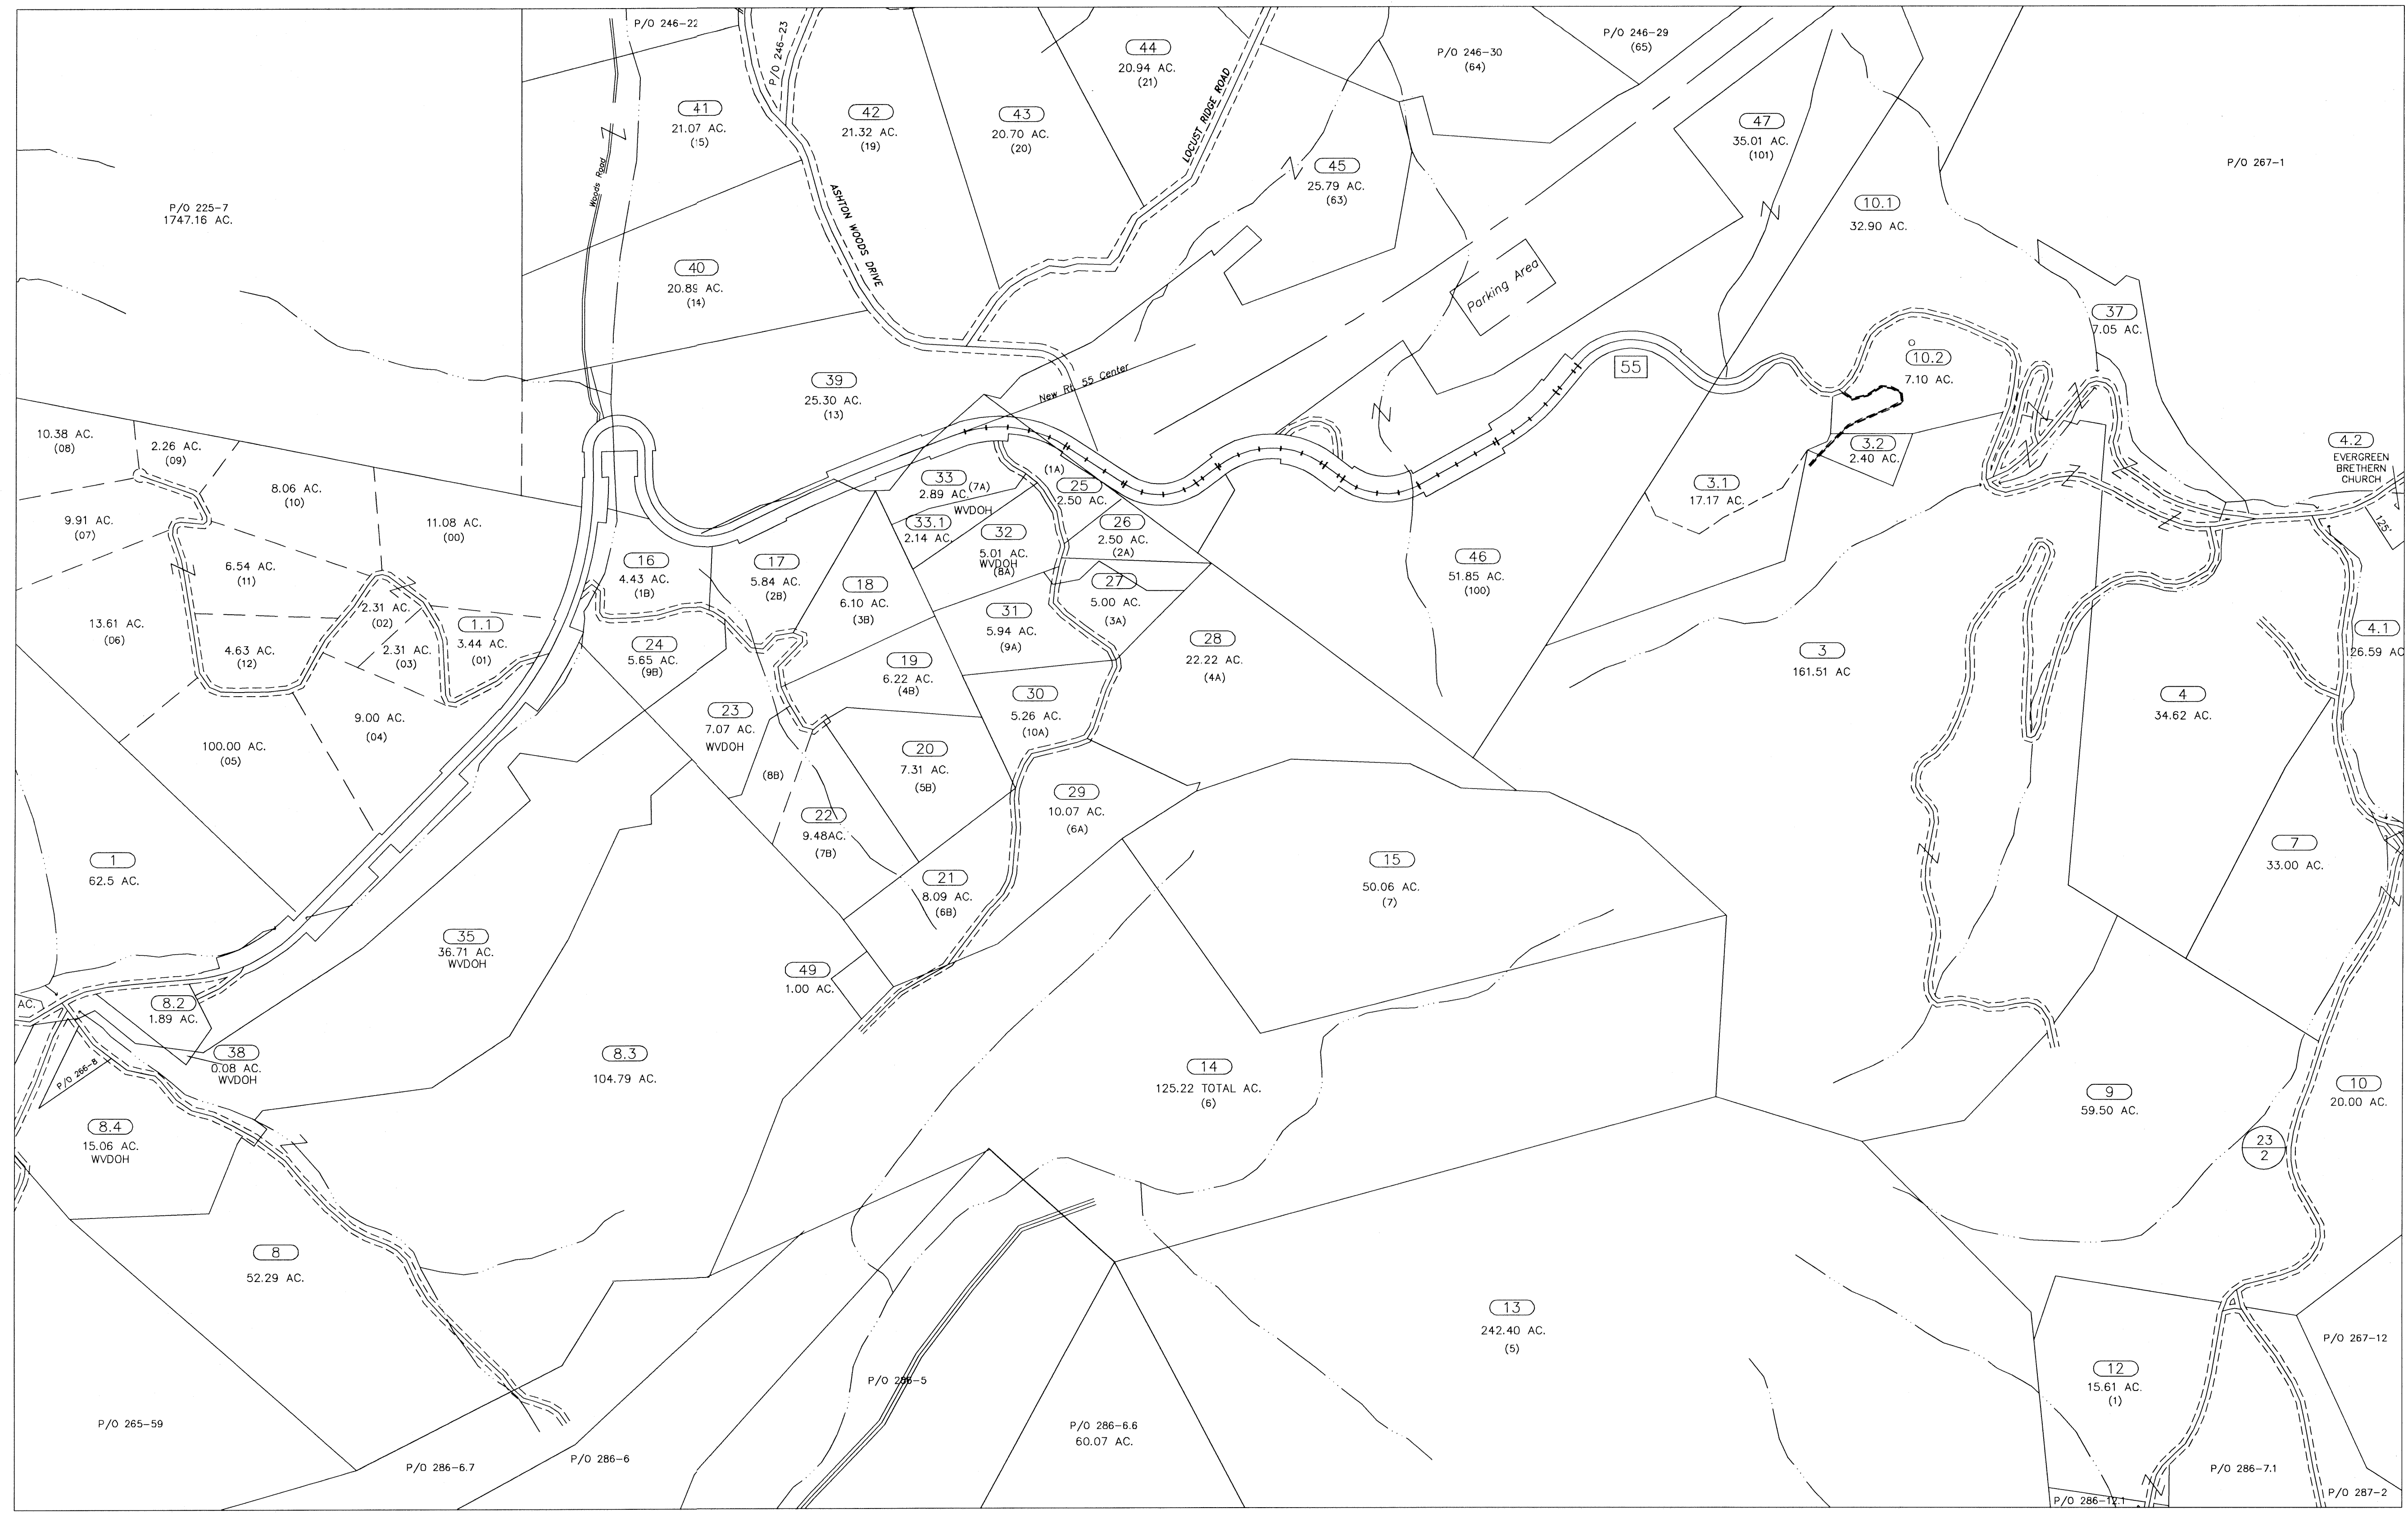 P/O 246-22
P/O 246-23
44
20.94 AC.
(21)
P/O 246-30
(64)
P/O 246-29
(65)
41
21.07 AC.
(15)
42
21.32 AC.
(19)
43
20.70 AC.
(20)
LOCUST RIDGE ROAD
47
35.01 AC.
(101)
P/O 267-1
Woods Road
45
25.79 AC.
(63)
P/O 225-7
1747.16 AC.
ASHTON WOODS DRIVE
10.1
32.90 AC.
40
20.89 AC.
(14)
Parking Area
37
7.05 AC.
39
25.30 AC.
(13)
New Rt. 55 Center
55
10.2
7.10 AC.
10.38 AC.
(08)
2.26 AC.
(09)
8.06 AC.
(10)
9.91 AC.
(07)
11.08 AC.
(00)
33
2.89 AC.
(7A)
WVDOH
(1A)
25
2.50 AC.
3.2
2.40 AC.
3.1
17.17 AC.
4.2
EVERGREEN
BRETHERN
CHURCH
125'
33.1
2.14 AC.
32
5.01 AC.
WVDOH
(8A)
26
2.50 AC.
(2A)
6.54 AC.
(11)
16
4.43 AC.
(1B)
17
5.84 AC.
(2B)
18
6.10 AC.
(3B)
27
5.00 AC.
(3A)
46
51.85 AC.
(100)
13.61 AC.
(06)
2.31 AC.
(02)
1.1
3.44 AC.
(01)
4.63 AC.
(12)
2.31 AC.
(03)
24
5.65 AC.
(9B)
31
5.94 AC.
(9A)
28
22.22 AC.
(4A)
3
161.51 AC
4.1
26.59 AC
19
6.22 AC.
(4B)
30
5.26 AC.
(10A)
4
34.62 AC.
9.00 AC.
(04)
100.00 AC.
(05)
23
7.07 AC.
WVDOH
(8B)
20
7.31 AC.
(5B)
29
10.07 AC.
(6A)
22
9.48AC.
(7B)
1
62.5 AC.
15
50.06 AC.
(7)
7
33.00 AC.
21
8.09 AC.
(6B)
35
36.71 AC.
WVDOH
49
1.00 AC.
AC.
8.2
1.89 AC.
38
0.08 AC.
WVDOH
P/O 266-8
8.3
104.79 AC.
14
125.22 TOTAL AC.
(6)
9
59.50 AC.
10
20.00 AC.
8.4
15.06 AC.
WVDOH
23
2
8
52.29 AC.
13
242.40 AC.
(5)
P/O 267-12
12
15.61 AC.
(1)
P/O 286-5
P/O 265-59
P/O 286-6.6
60.07 AC.
P/O 286-6.7
P/O 286-6
P/O 286-7.1
P/O 286-12.1
P/O 287-2